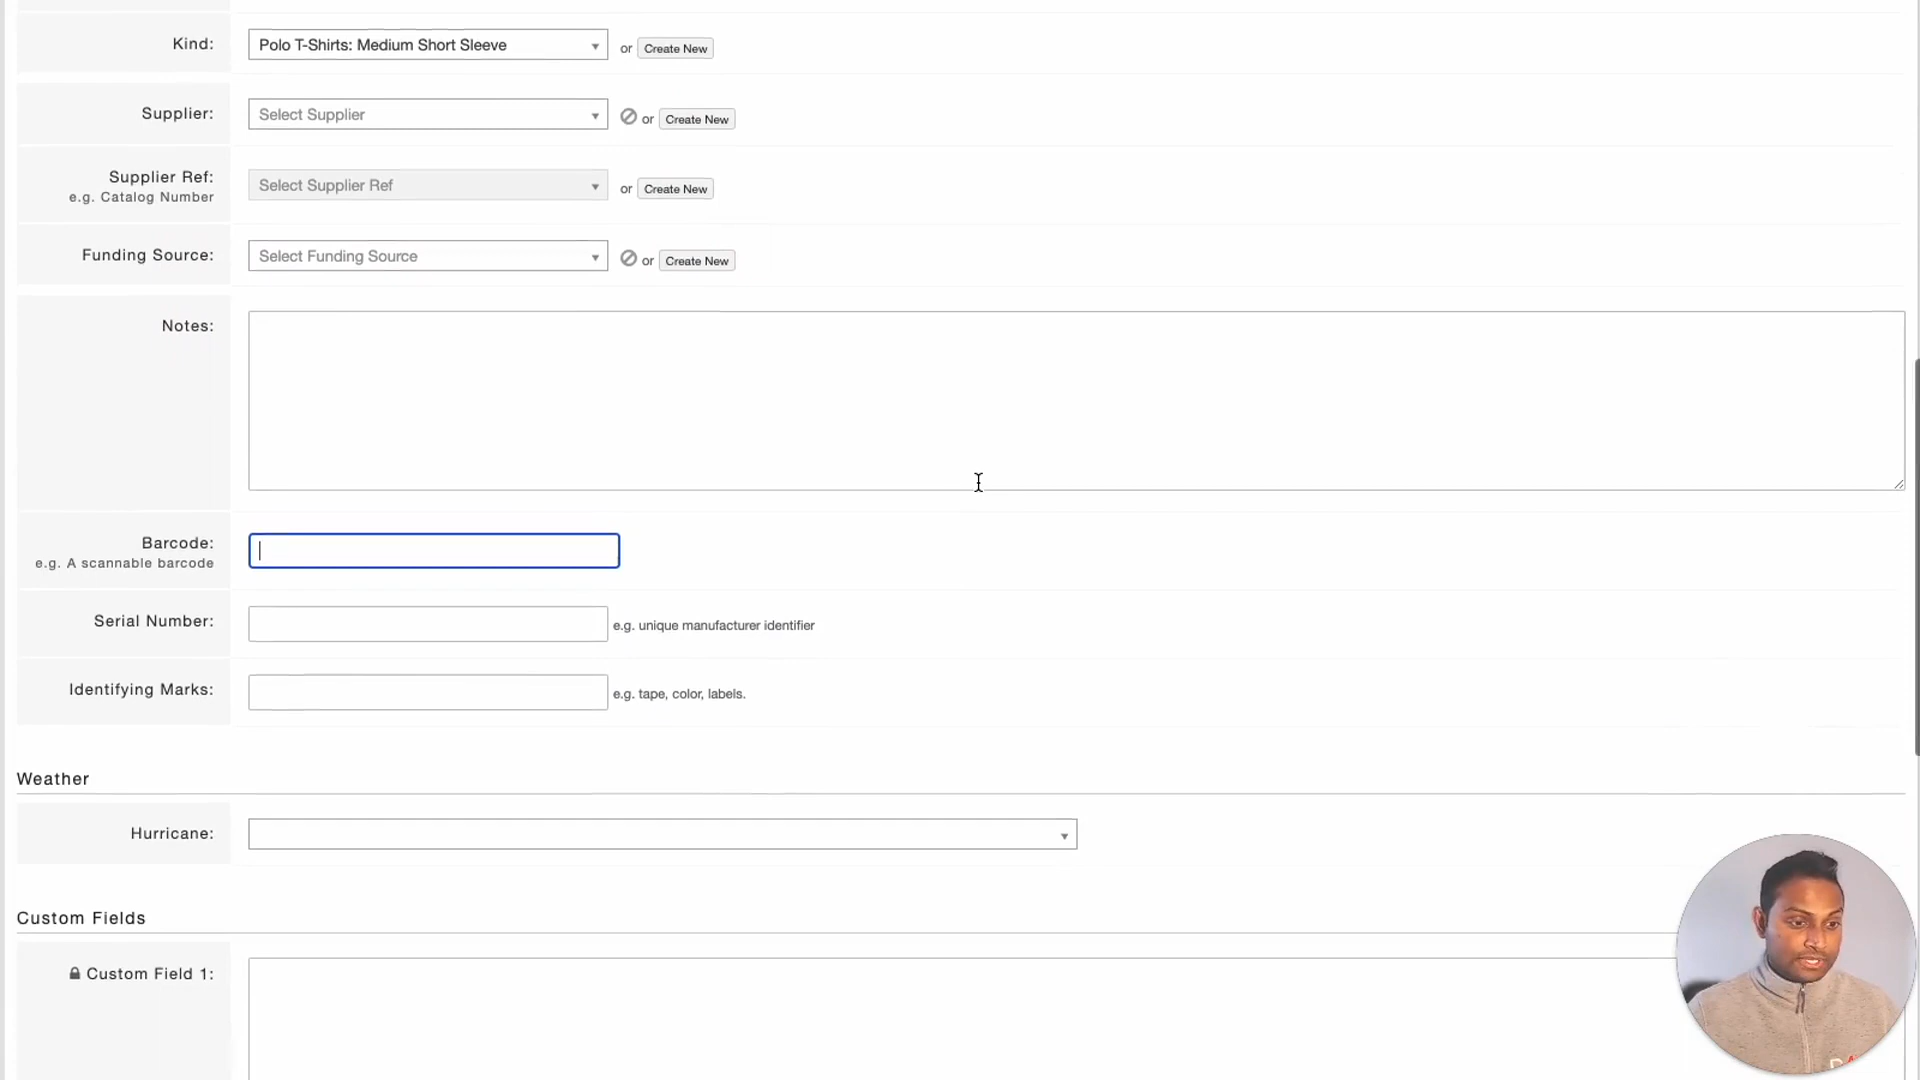 Kind: Polo T-Shirts: Medium Short Sleeve or Create New
Supplier: Select Supplier or Create New
Supplier Ref: Select Supplier Ref or Create New
e.g. Catalog Number
Funding Source: Select Funding Source or Create New
Notes:
Barcode:
e.g. A scannable barcode
Serial Number: e.g. unique manufacturer identifier
Identifying Marks: e.g. tape, color, labels.
Weather
Hurricane:
Custom Fields
Custom Field 1: